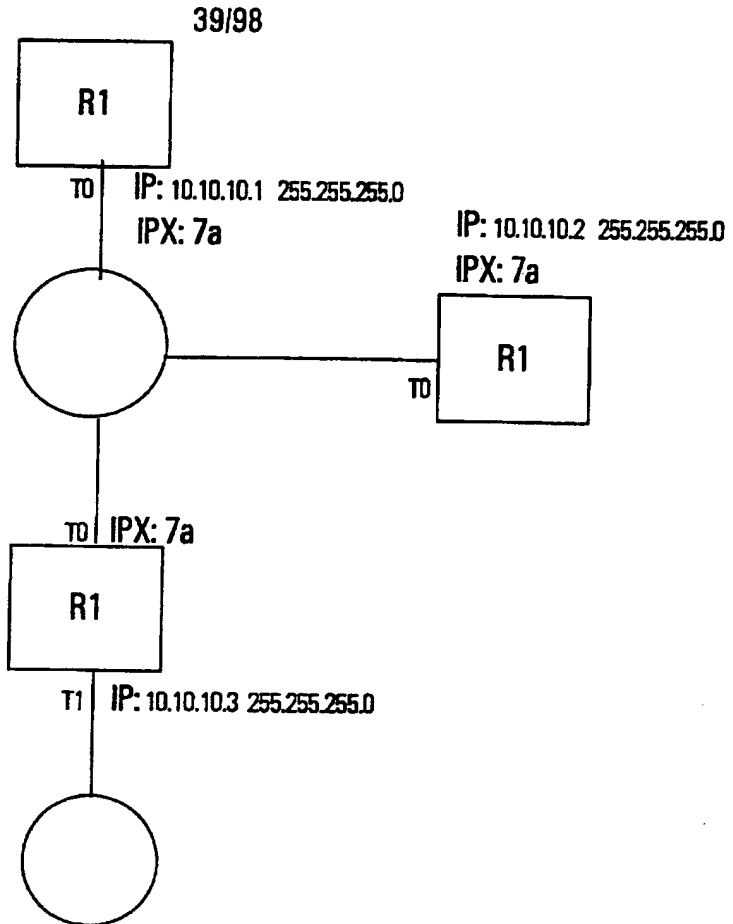 39/98
R1
T0 IP: 10.10.10.1 255.255.255.0
IPX: 7a
IP: 10.10.10.2 255.255.255.0
IPX: 7a
R1
T0
T0 IPX: 7a
R1
T1 IP: 10.10.10.3 255.255.255.0